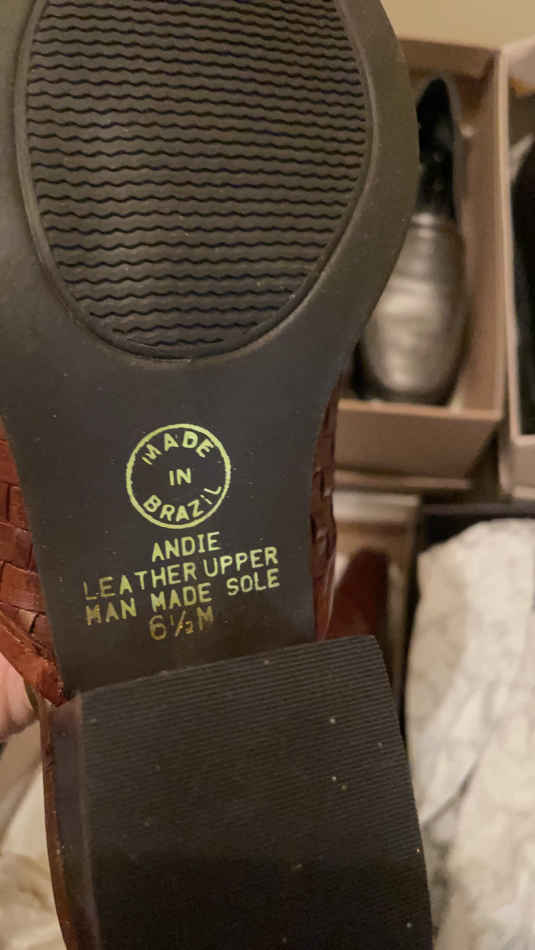 MADE
IN
BRAZIL
ANDIE
LEATHER UPPER
MAN MADE SOLE
6½M